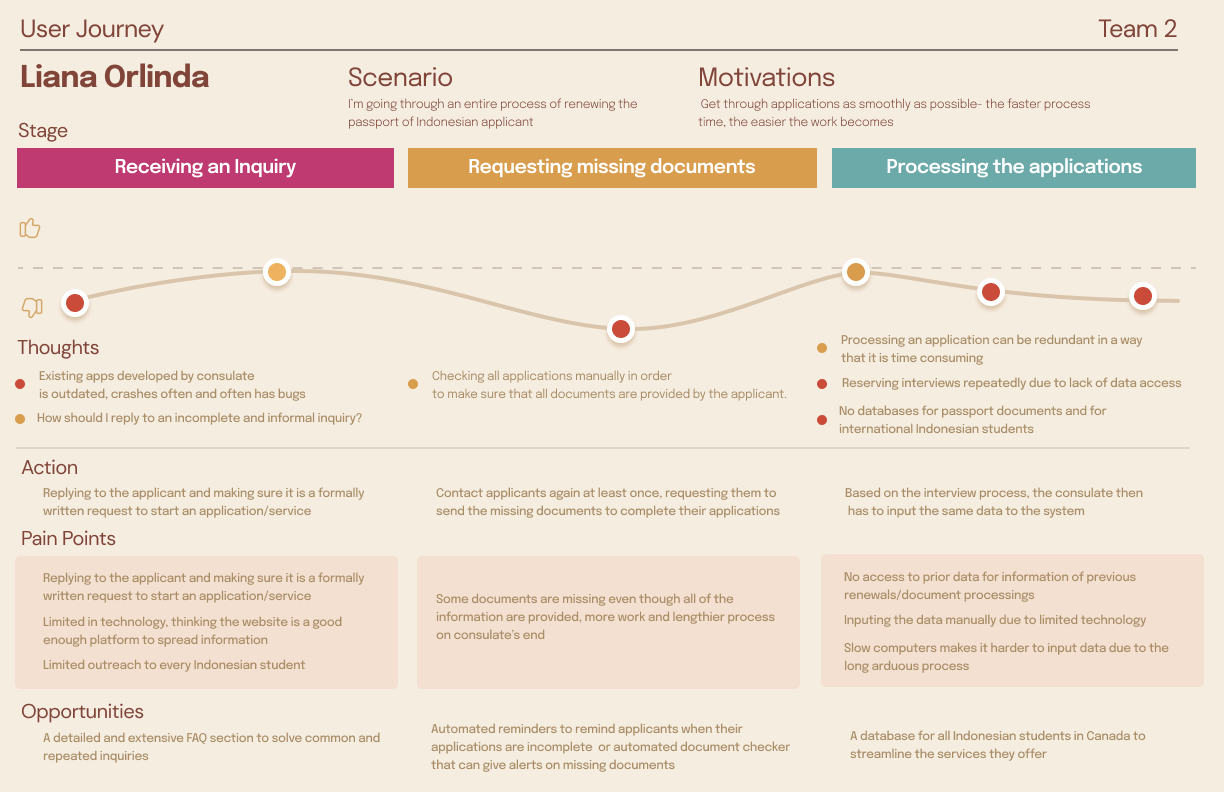 User Journey
Team 2
Liana Orlinda
Scenario
I'm going through an entire process of renewing the
passport of Indonesian applicant
Motivations
Get through applications as smoothly as possible- the faster process
time, the easier the work becomes
Stage
Receiving an Inquiry
Requesting missing documents
Processing the applications
Thoughts
Existing apps developed by consulate
is outdated, crashes often and often has bugs
How should I reply to an incomplete and informal inquiry?
Checking all applications manually in order
to make sure that all documents are provided by the applicant.
Processing an application can be redundant in a way
that it is time consuming
Reserving interviews repeatedly due to lack of data access
No databases for passport documents and for
international Indonesian students
Action
Replying to the applicant and making sure it is a formally
written request to start an application/service
Contact applicants again at least once, requesting them to
send the missing documents to complete their applications
Based on the interview process, the consulate then
has to input the same data to the system
Pain Points
Replying to the applicant and making sure it is a formally
written request to start an application/service
Limited in technology, thinking the website is a good
enough platform to spread information
Limited outreach to every Indonesian student
Some documents are missing even though all of the
information are provided, more work and lengthier process
on consulate's end
No access to prior data for information of previous
renewals/document processings
Inputing the data manually due to limited technology
Slow computers makes it harder to input data due to the
long arduous process
Opportunities
A detailed and extensive FAQ section to solve common and
repeated inquiries
Automated reminders to remind applicants when their
applications are incomplete or automated document checker
that can give alerts on missing documents
A database for all Indonesian students in Canada to
streamline the services they offer